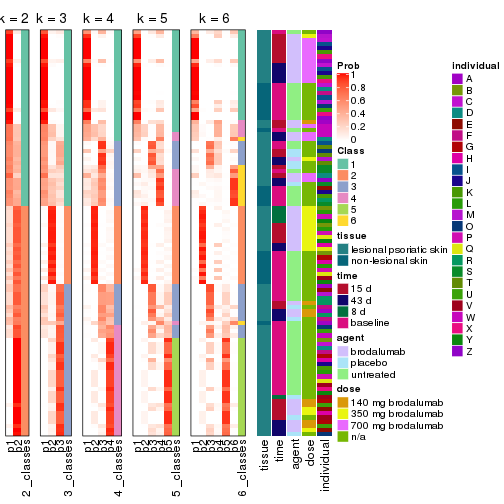 k = 2 k = 3 k = 4 k = 5 k = 6
Prob
1
0.8
0.6
0.4
0.2
0
Class
1
2
3
4
5
6
tissue
lesional psoriatic skin
non-lesional skin
time
15 d
43 d
8 d
baseline
agent
brodalumab
placebo
untreated
dose
140 mg brodalumab
350 mg brodalumab
700 mg brodalumab
n/a
individual
A
B
C
D
E
F
G
H
I
J
K
L
M
O
P
Q
R
S
T
U
V
W
X
Y
Z
p1
p2
2_classes
p1
p2
p3
3_classes
p1
p2
p3
p4
4_classes
p1
p2
p3
p4
p5
5_classes
p1
p2
p3
p4
p5
p6
6_classes
tissue
time
agent
dose
individual